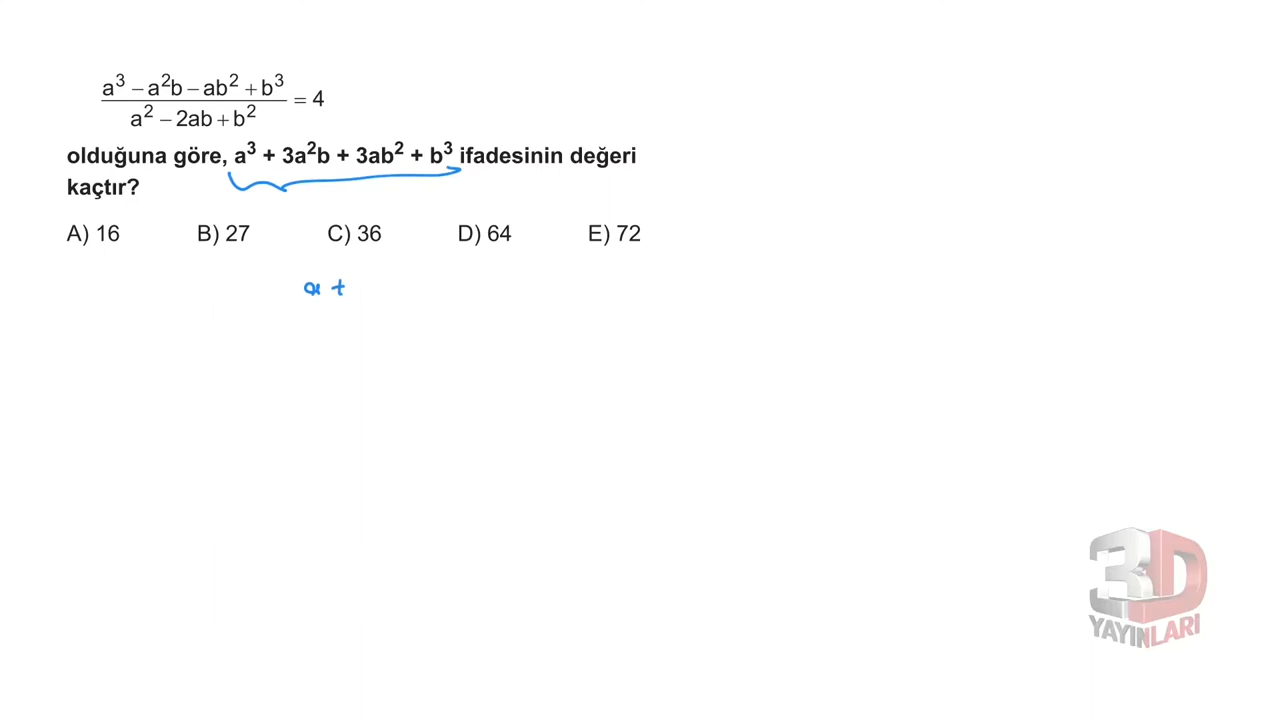 a³ – a²b – ab² + b³
a² – 2ab + b² = 4
olduğuna göre, a³ + 3a²b + 3ab² + b³ ifadesinin değeri
kaçtır?
A) 16 B) 27 C) 36 D) 64 E) 72
a +
3D
YAYINLARI